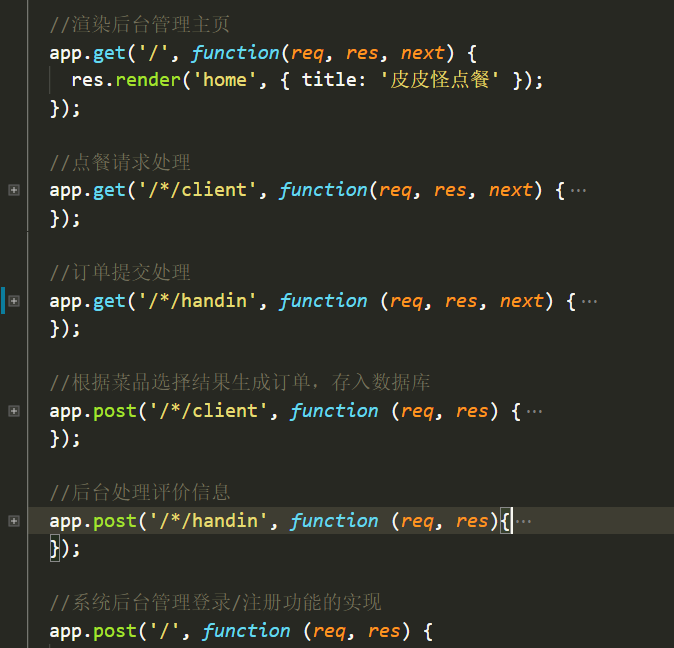 //渲染后台管理主页
app.get('/', function(req, res, next) {
  res.render('home', { title: '皮皮怪点餐' });
});
//点餐请求处理
app.get('/*/client', function(req, res, next) {⋯
});
//订单提交处理
app.get('/*/handin', function (req, res, next) {⋯
});
//根据菜品选择结果生成订单，存入数据库
app.post('/*/client', function (req, res) {⋯
});
//后台处理评价信息
app.post('/*/handin', function (req, res){⋯
});
//系统后台管理登录/注册功能的实现
app.post('/', function (req, res) {